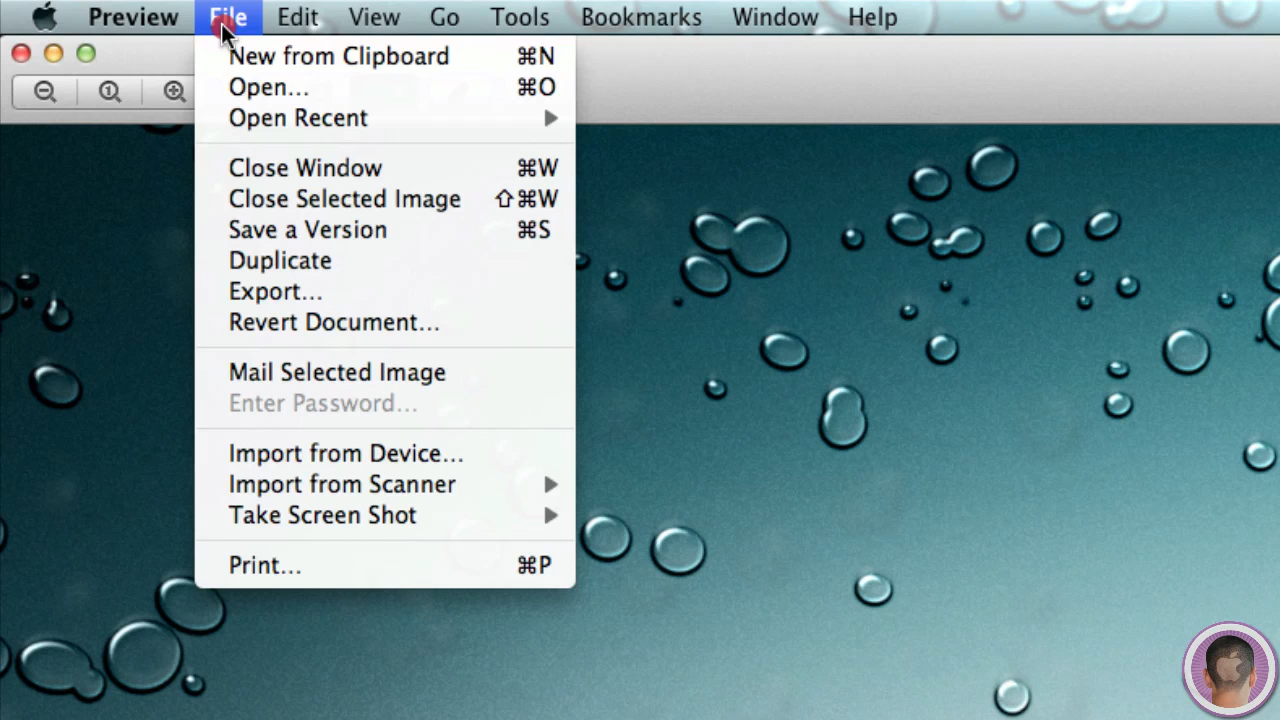 Preview File Edit View Go Tools Bookmarks Window Help
New from Clipboard ⌘N
Open... ⌘O
Open Recent
Close Window ⌘W
Close Selected Image ⇧⌘W
Save a Version ⌘S
Duplicate
Export...
Revert Document...
Mail Selected Image
Enter Password...
Import from Device...
Import from Scanner
Take Screen Shot
Print... ⌘P